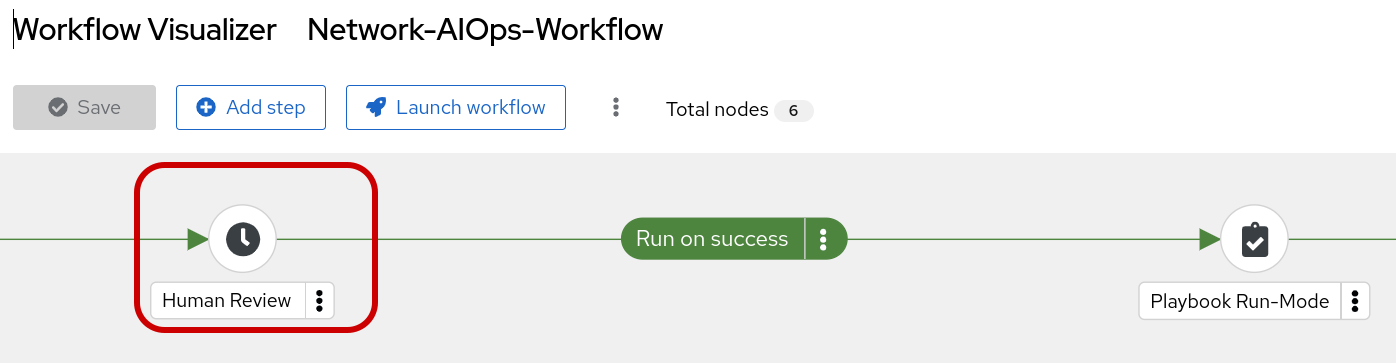 Workflow Visualizer Network-AIOps-Workflow
Save Add step Launch workflow Total nodes 6
Run on success
Human Review Playbook Run-Mode